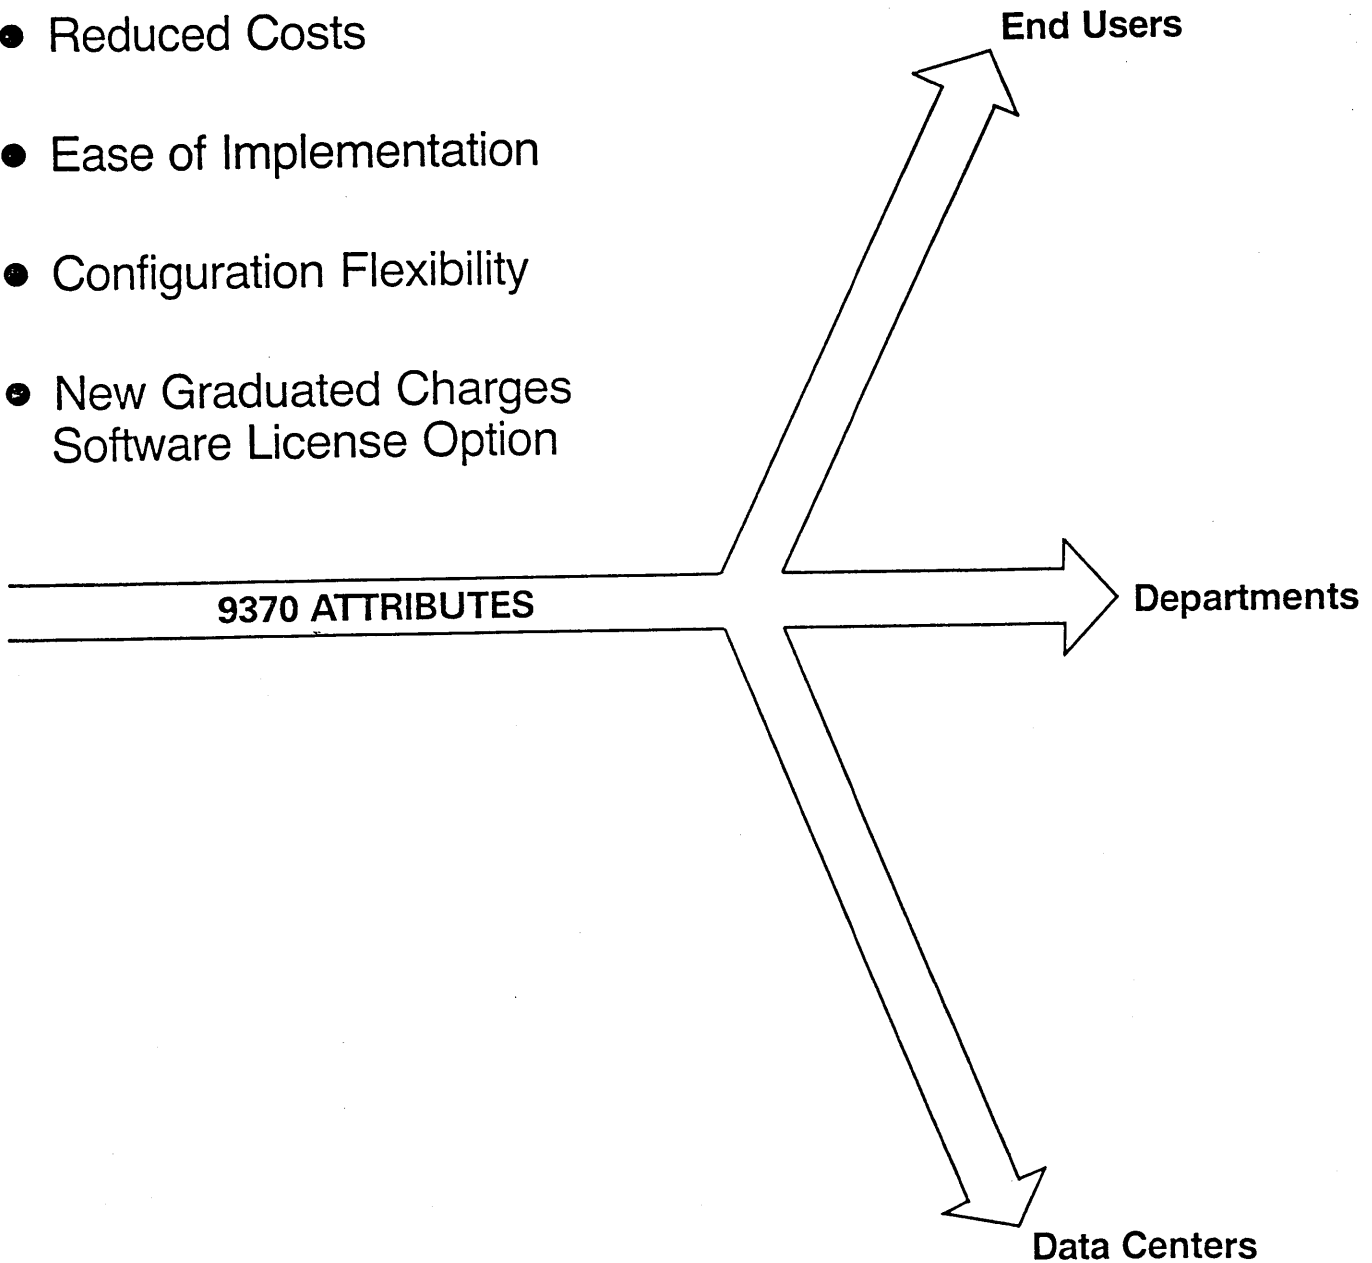 • Reduced Costs
• Ease of Implementation
• Configuration Flexibility
• New Graduated Charges
Software License Option
End Users
9370 ATTRIBUTES
Departments
Data Centers